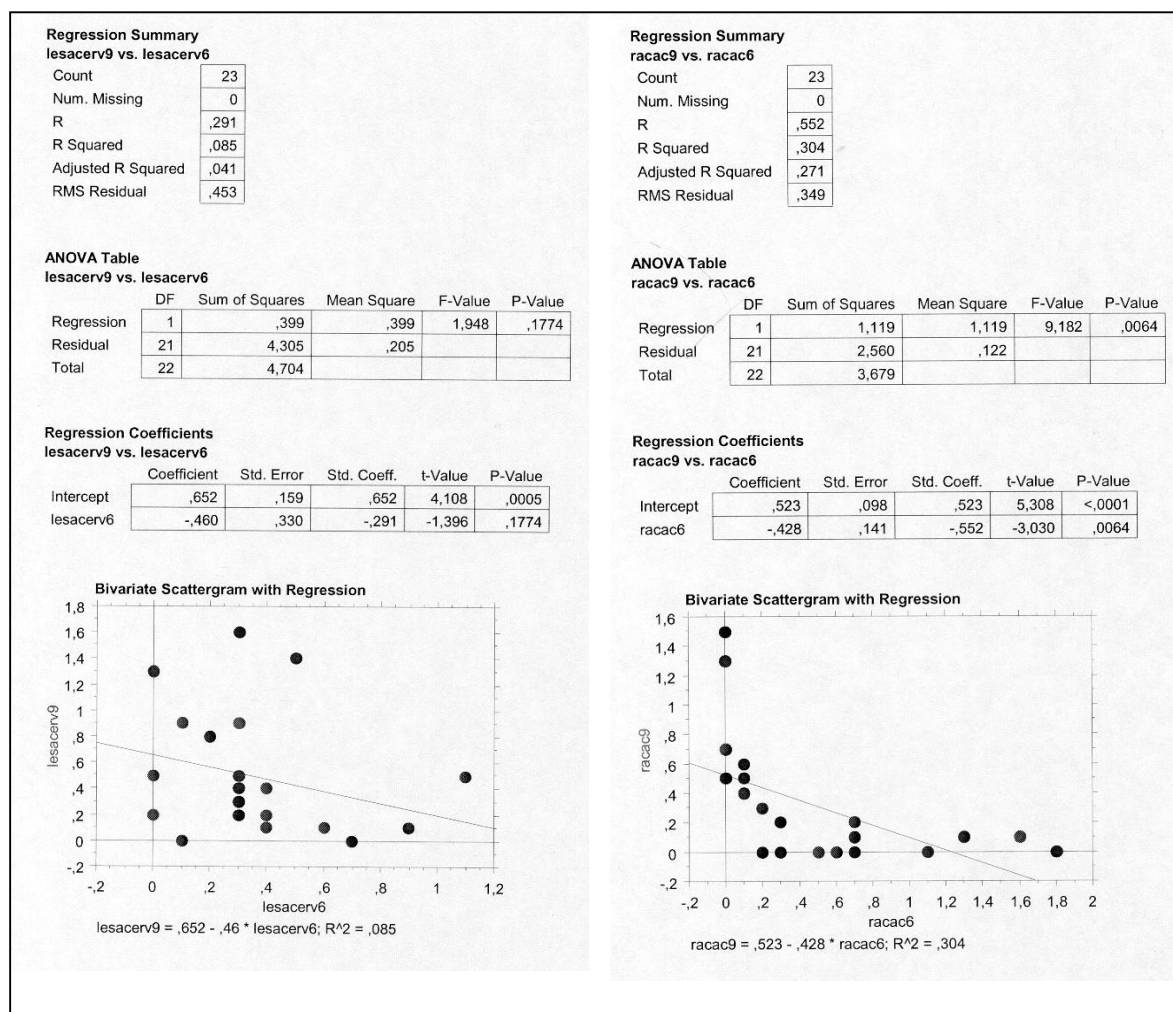 Regression Summary
lesacerv9 vs. lesacerv6
Count 23
Num. Missing 0
R ,291
R Squared ,085
Adjusted R Squared ,041
RMS Residual ,453
ANOVA Table
lesacerv9 vs. lesacerv6
DF Sum of Squares Mean Square F-Value P-Value
Regression 1 ,399 ,399 1,948 ,1774
Residual 21 4,305 ,205
Total 22 4,704
Regression Coefficients
lesacerv9 vs. lesacerv6
Coefficient Std. Error Std. Coeff. t-Value P-Value
Intercept ,652 ,159 ,652 4,108 ,0005
lesacerv6 -,460 ,330 -,291 -1,396 ,1774
Bivariate Scattergram with Regression
1,8
1,6
1,4
1,2
1
,8
,6
,4
,2
0
-,2
lesacerv9
-,2 0 ,2 ,4 ,6 ,8 1 1,2
lesacerv6
lesacerv9 = ,652 - ,46 * lesacerv6; R^2 = ,085
Regression Summary
racac9 vs. racac6
Count 23
Num. Missing 0
R ,552
R Squared ,304
Adjusted R Squared ,271
RMS Residual ,349
ANOVA Table
racac9 vs. racac6
DF Sum of Squares Mean Square F-Value P-Value
Regression 1 1,119 1,119 9,182 ,0064
Residual 21 2,560 ,122
Total 22 3,679
Regression Coefficients
racac9 vs. racac6
Coefficient Std. Error Std. Coeff. t-Value P-Value
Intercept ,523 ,098 ,523 5,308 <,0001
racac6 -,428 ,141 -,552 -3,030 ,0064
Bivariate Scattergram with Regression
1,6
1,4
1,2
1
,8
,6
,4
,2
0
-,2
racac9
-,2 0 ,2 ,4 ,6 ,8 1 1,2 1,4 1,6 1,8 2
racac6
racac9 = ,523 - ,428 * racac6; R^2 = ,304